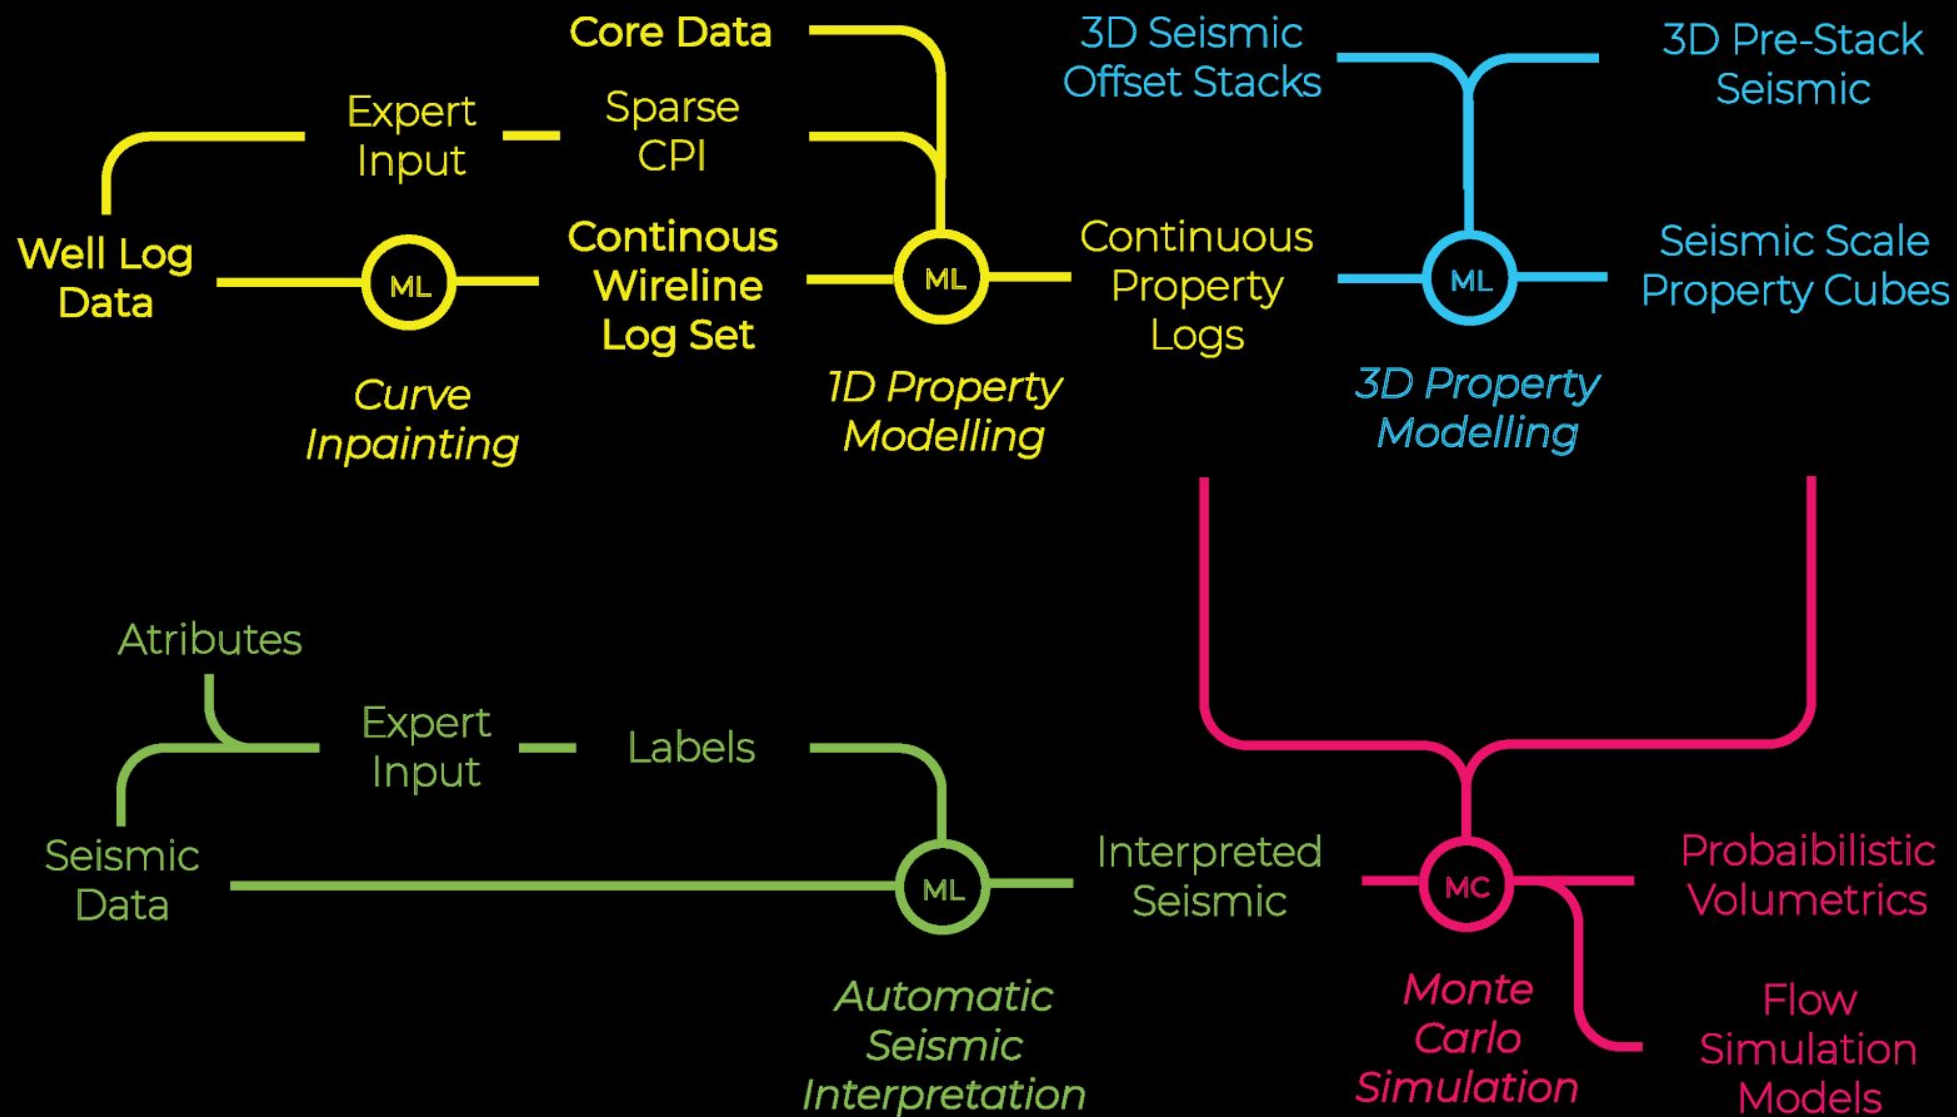 Core Data
3D Seismic
Offset Stacks
3D Pre-Stack
Seismic
Expert
Input
Sparse
CPI
Well Log
Data
ML
Continous
Wireline
Log Set
ML
Continuous
Property
Logs
ML
Seismic Scale
Property Cubes
Curve
Inpainting
1D Property
Modelling
3D Property
Modelling
Atributes
Expert
Input
Labels
Seismic
Data
ML
Interpreted
Seismic
MC
Probaibilistic
Volumetrics
Automatic
Seismic
Interpretation
Monte
Carlo
Simulation
Flow
Simulation
Models